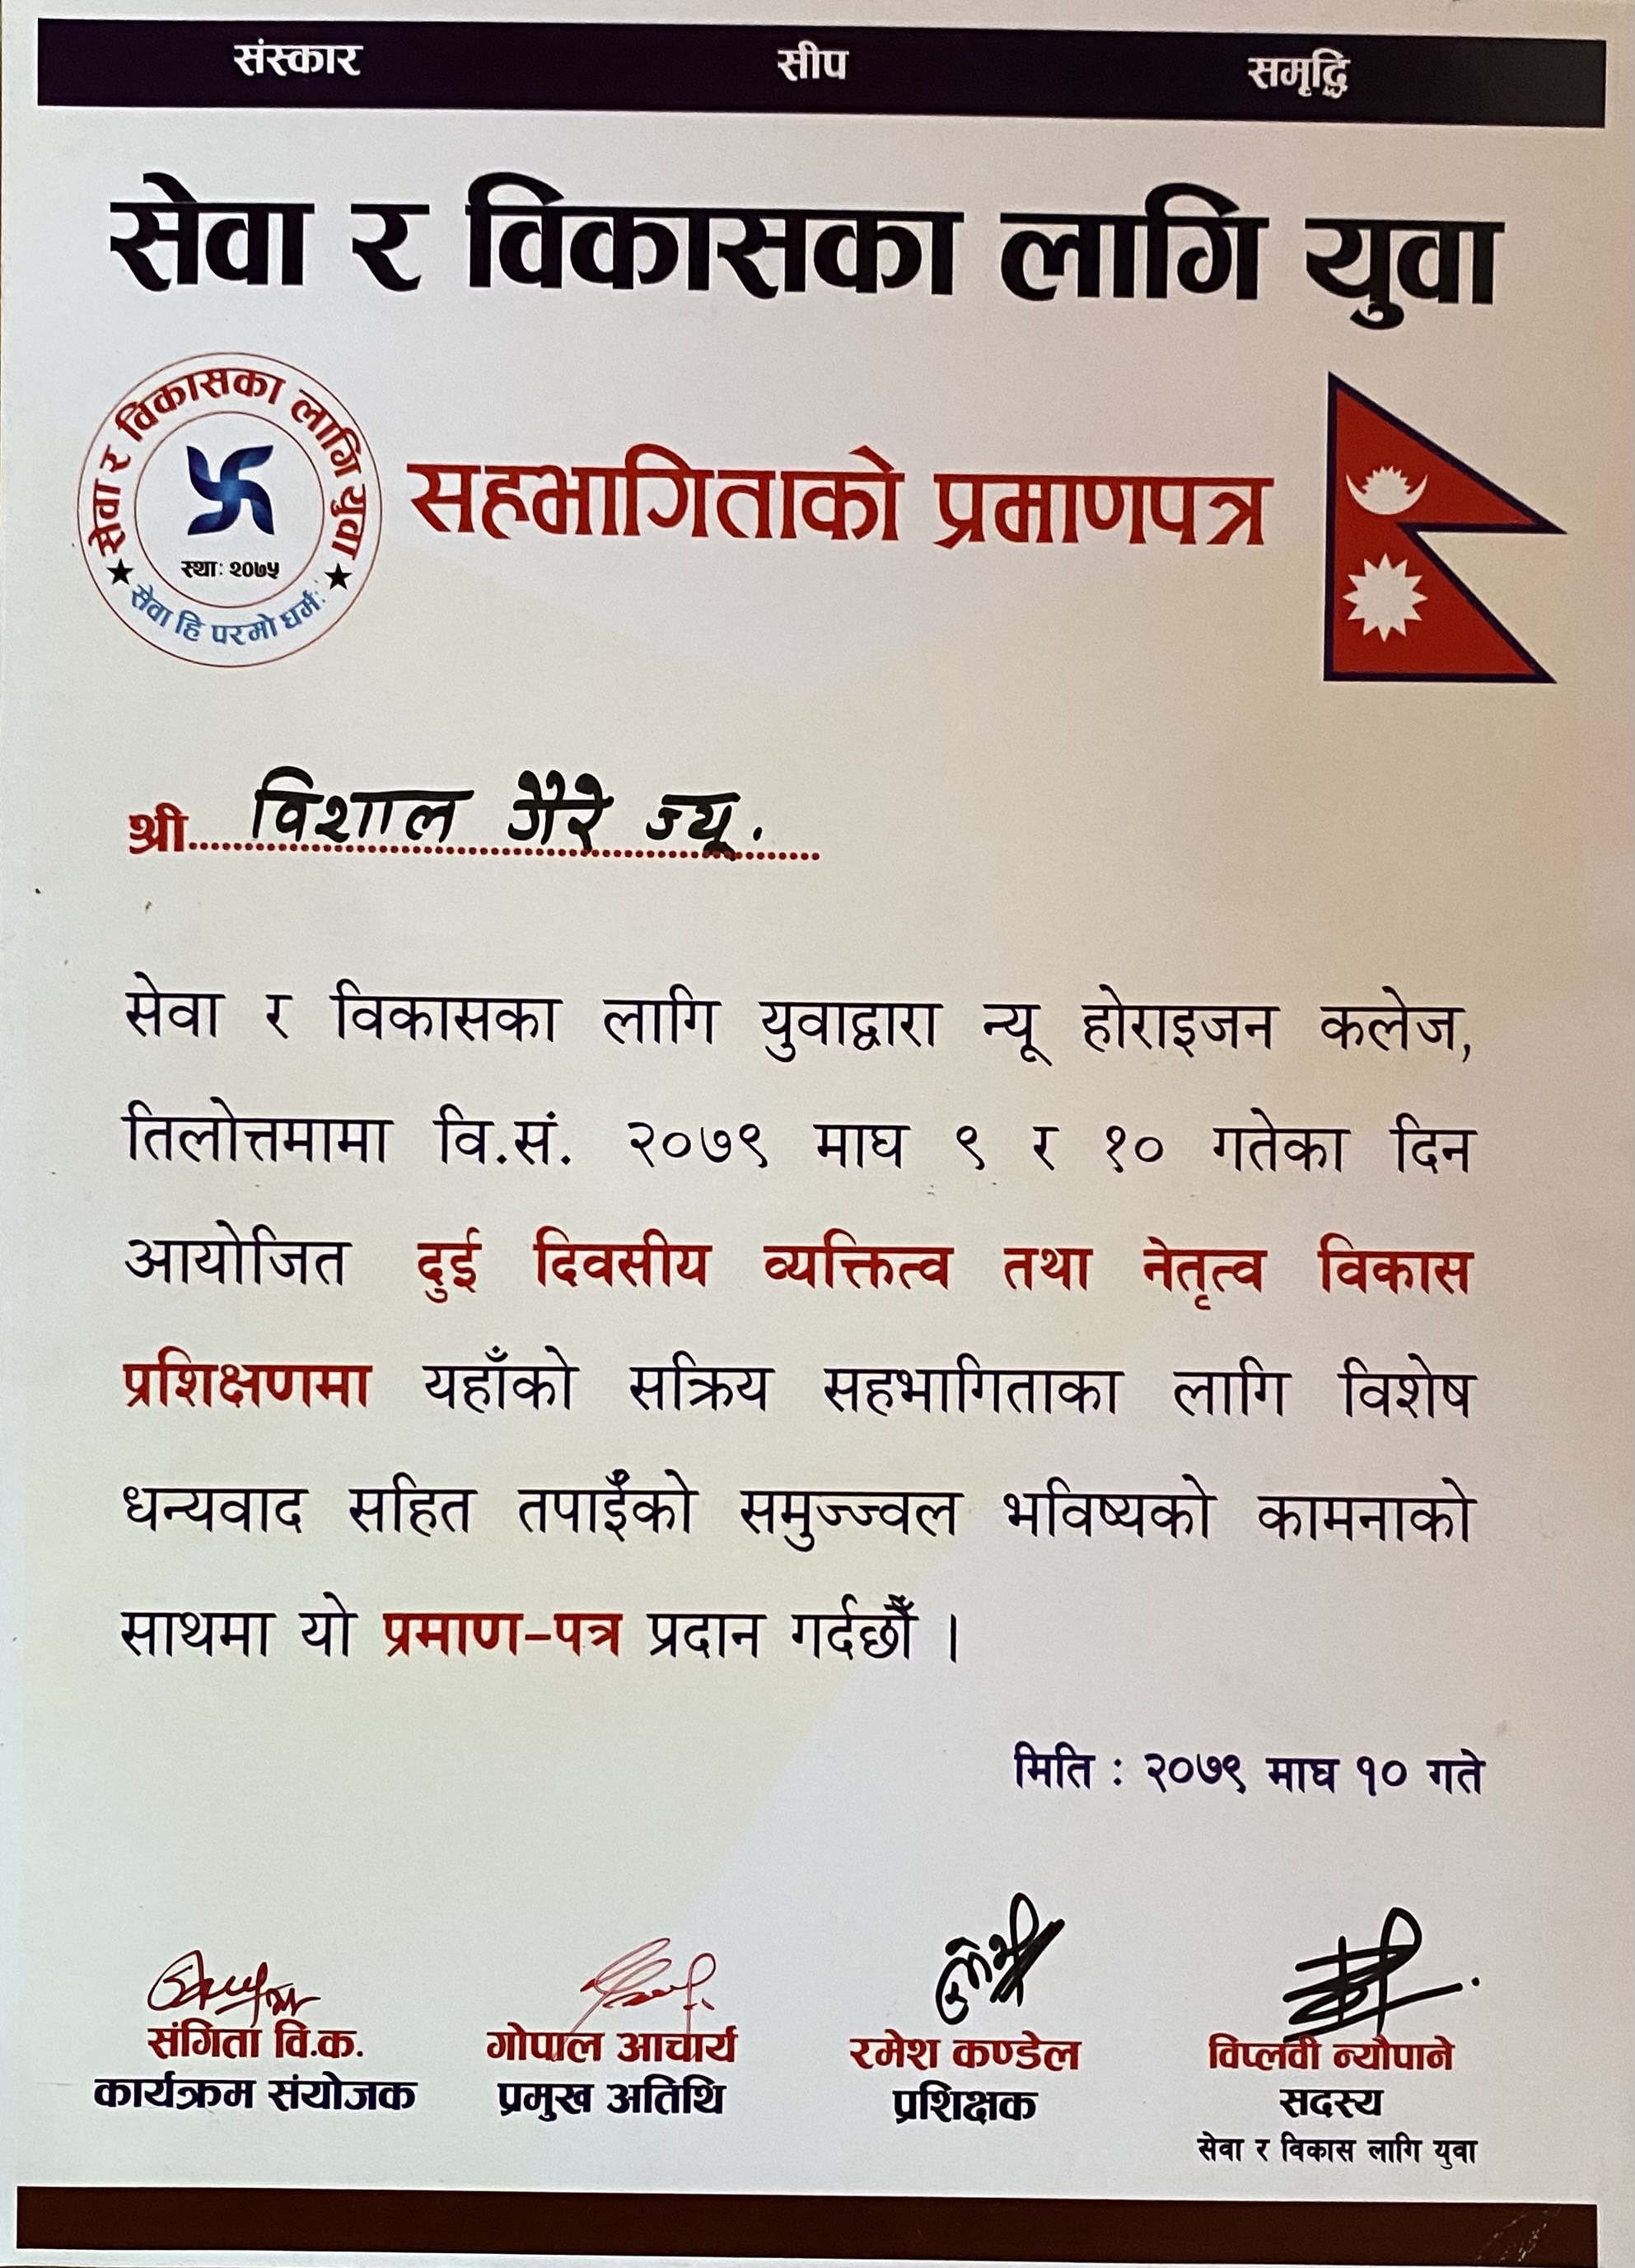 संस्कार सीप समृद्धि
सेवा र विकासका लागि युवा
सेवा र विकासका लागि युवा
स्था: २०७५
सेवा हि परमो धर्म:
सहभागिताको प्रमाणपत्र
श्री विशाल गैरे ज्यू.
सेवा र विकासका लागि युवाद्वारा न्यू होराइजन कलेज,
तिलोत्तमामा वि.सं. २०७९ माघ ९ र १० गतेका दिन
आयोजित दुई दिवसीय व्यक्तित्व तथा नेतृत्व विकास
प्रशिक्षणमा यहाँको सक्रिय सहभागिताका लागि विशेष
धन्यवाद सहित तपाईँको समुज्ज्वल भविष्यको कामनाको
साथमा यो प्रमाण-पत्र प्रदान गर्दछौँ ।
मिति : २०७९ माघ १० गते
संगिता वि.क. गोपाल आचार्य रमेश कण्डेल विप्लवी न्यौपाने
कार्यक्रम संयोजक प्रमुख अतिथि प्रशिक्षक सदस्य
सेवा र विकास लागि युवा